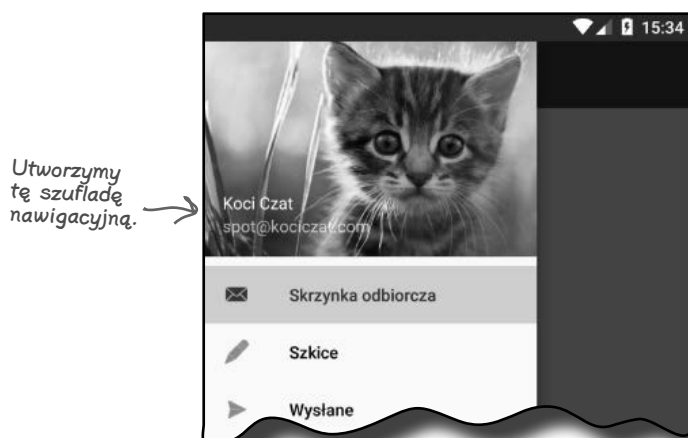 15:34
Utworzymy
tę szufladę
nawigacyjną.
Koci Czat
spot@kociczat.com
Skrzynka odbiorcza
Szkice
Wysłane